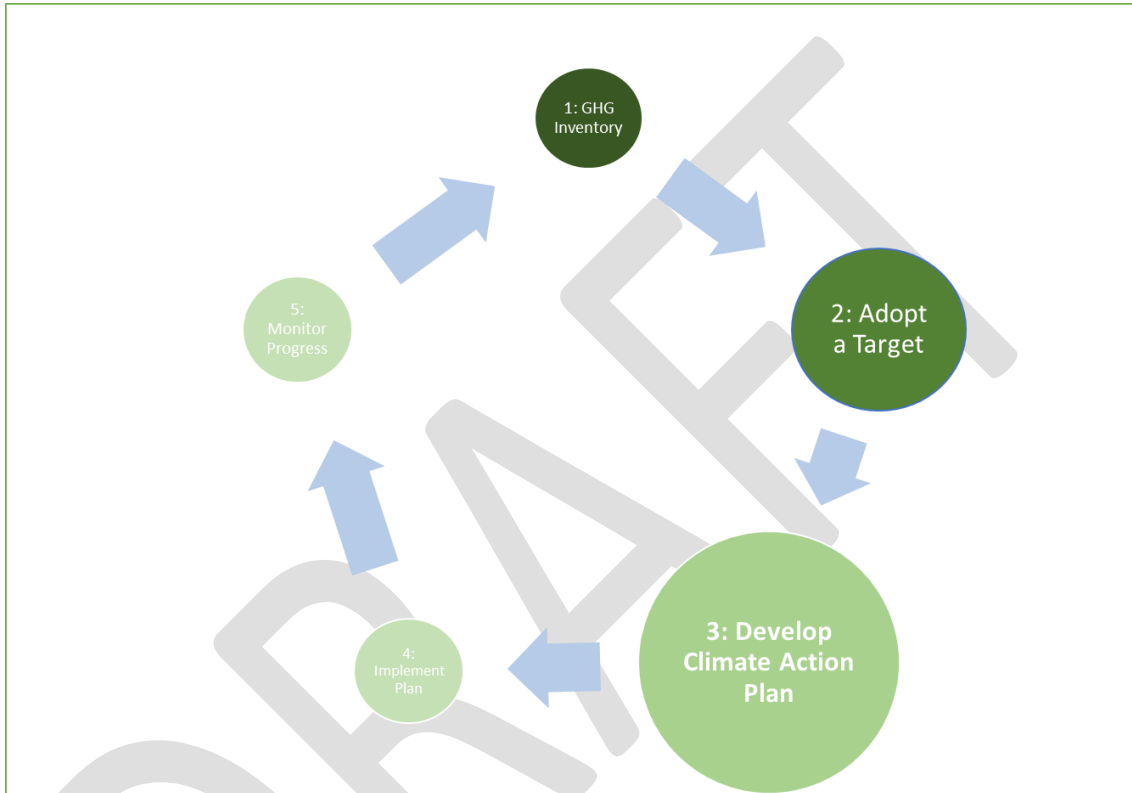 1: GHG
Inventory
2: Adopt
a Target
3: Develop
Climate Action
Plan
4:
Implement
Plan
5:
Monitor
Progress
DRAFT